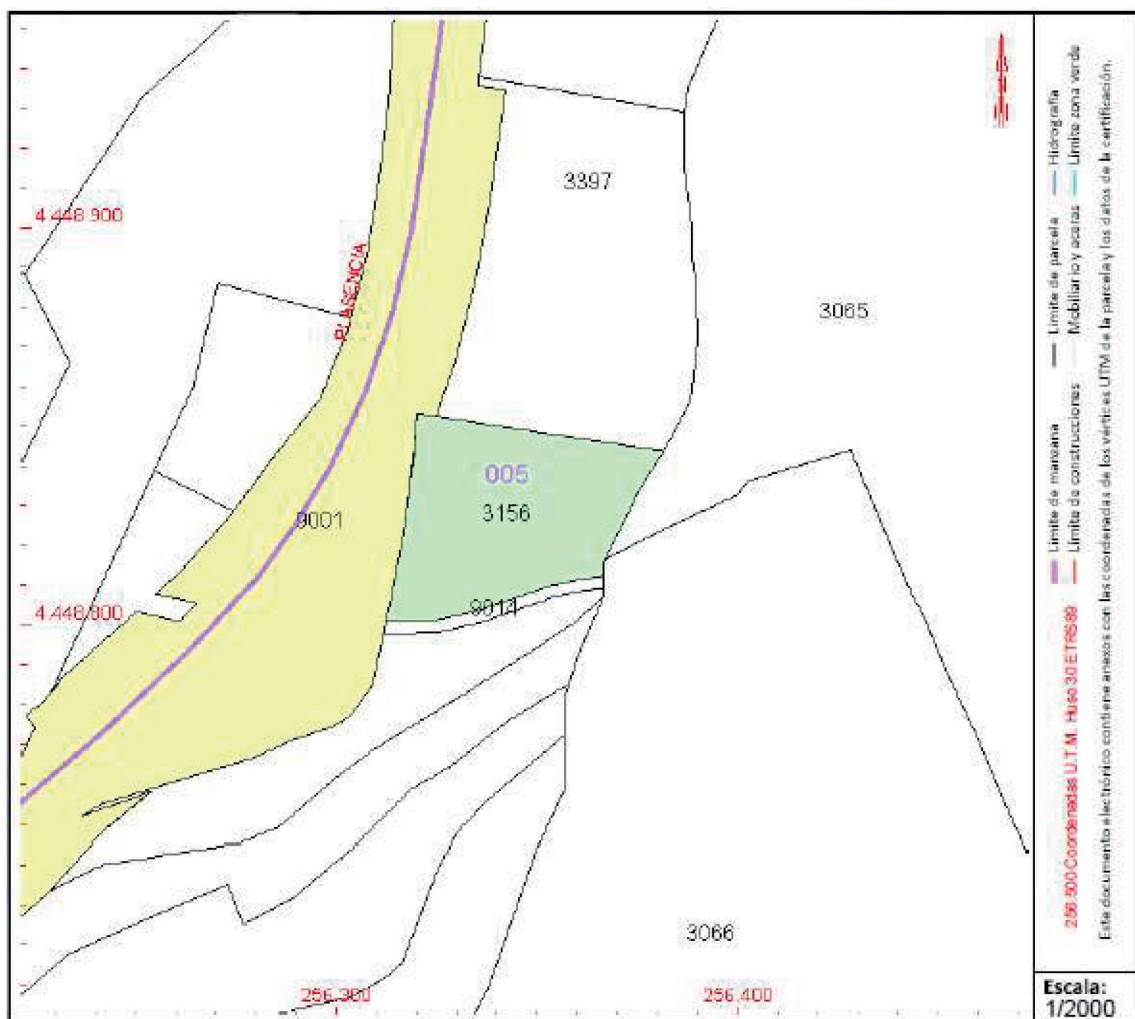 3397
4 448 900
PLASENCIA
3065
005
3156
9001
9014
4 448 800
3066
256.300
256.400
Límite de manzana
Límite de parcela
Hidrografía
Límite de construcciones
Mobiliario y aceras
Límite zona verde
256.500 Coordenadas U.T.M. Huso 30 ETRS89
Este documento electrónico contiene anexos con las coordenadas de los vértices UTM de la parcela y los datos de la certificación.
Escala:
1/2000